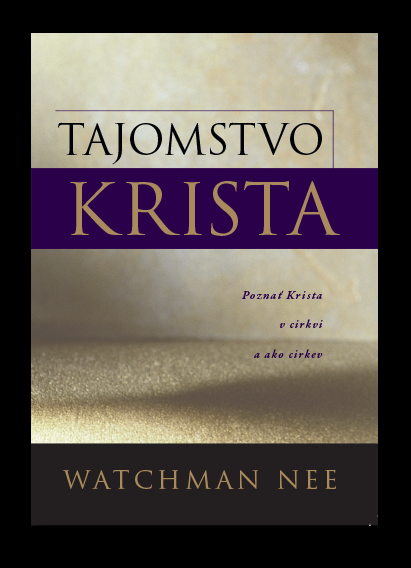 TAJOMSTVO
KRISTA
Poznať Krista
v cirkvi
a ako cirkev
WATCHMAN NEE